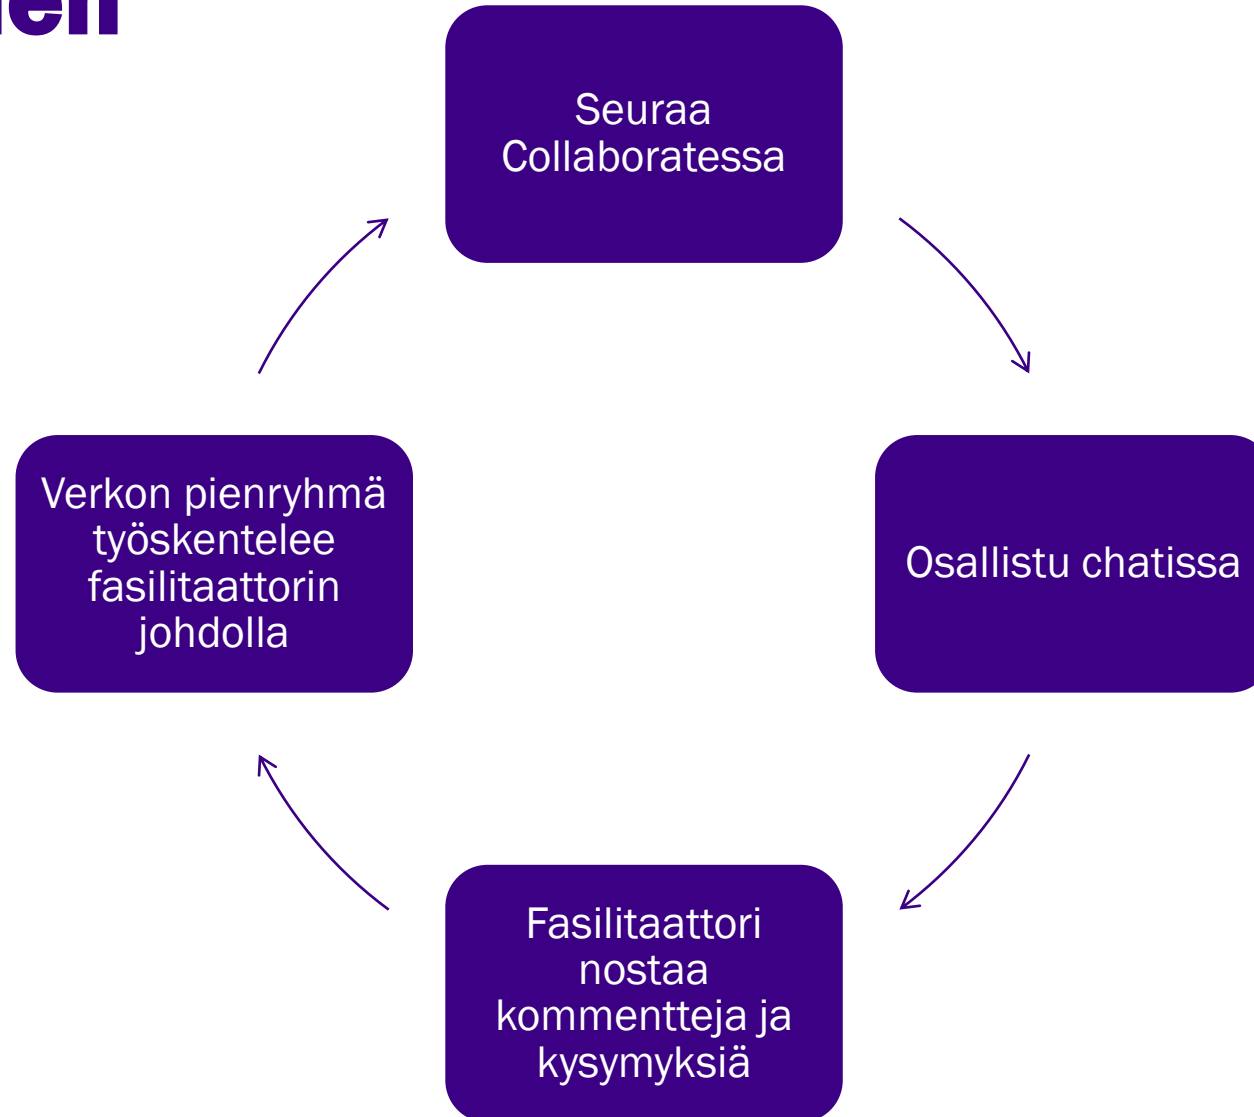 Seuraa
Collaboratessa
Osallistu chatissa
Verkon pienryhmä
työskentelee
fasilitaattorin
johdolla
Fasilitaattori
nostaa
kommentteja ja
kysymyksiä